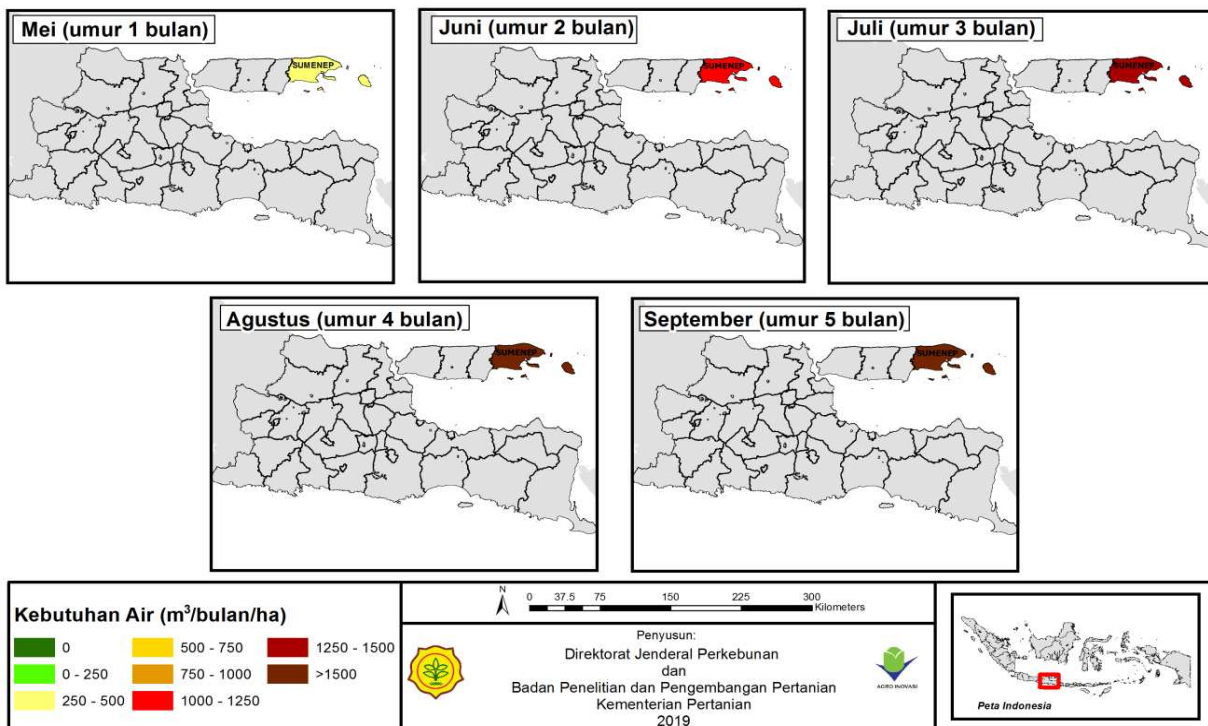 Mei (umur 1 bulan)
SUMENEP
Juni (umur 2 bulan)
SUMENEP
Juli (umur 3 bulan)
SUMENEP
Agustus (umur 4 bulan)
SUMENEP
September (umur 5 bulan)
SUMENEP
Kebutuhan Air (m³/bulan/ha)
0
0 - 250
250 - 500
500 - 750
750 - 1000
1000 - 1250
1250 - 1500
>1500
N
0 37.5 75 150 225 300
Kilometers
Penyusun:
Direktorat Jenderal Perkebunan
dan
Badan Penelitian dan Pengembangan Pertanian
Kementerian Pertanian
2019
AGRO INOVASI
Peta Indonesia